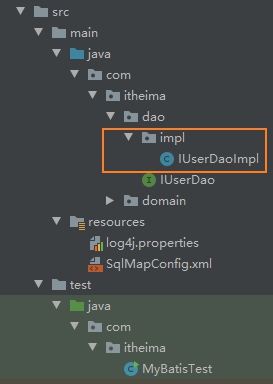 src
main
java
com
itheima
dao
impl
IUserDaoImpl
IUserDao
domain
resources
log4j.properties
SqlMapConfig.xml
test
java
com
itheima
MyBatisTest